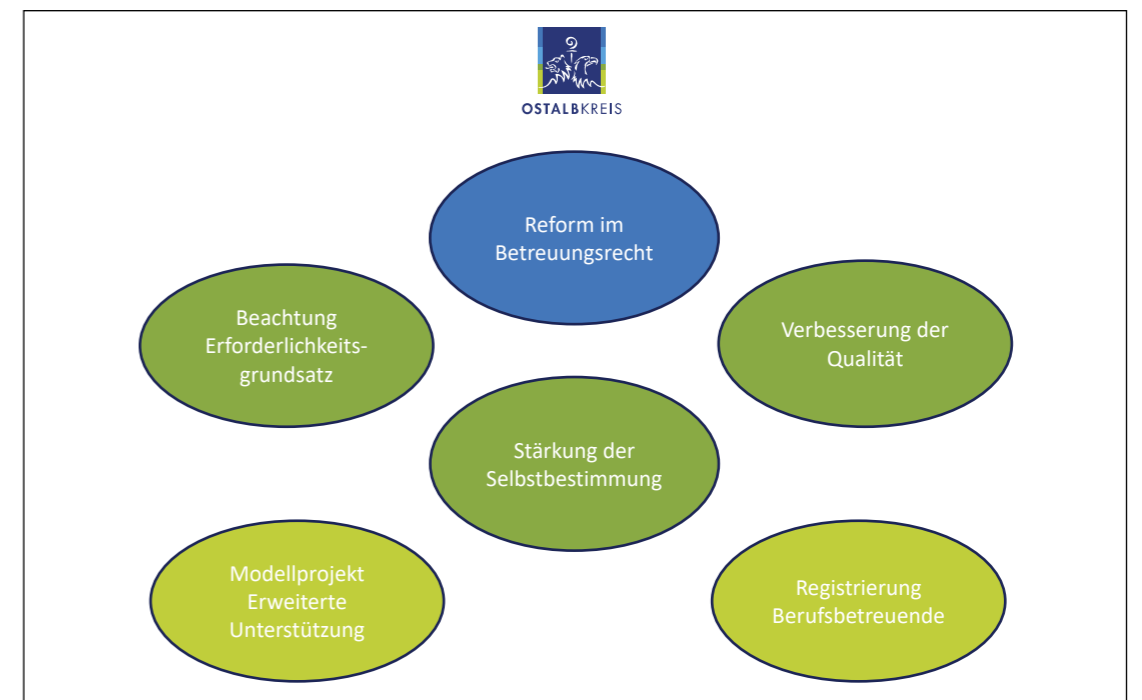 OSTALBKREIS
Reform im
Betreuungsrecht
Beachtung
Erforderlichkeits-
grundsatz
Verbesserung der
Qualität
Stärkung der
Selbstbestimmung
Modellprojekt
Erweiterte
Unterstützung
Registrierung
Berufsbetreuende